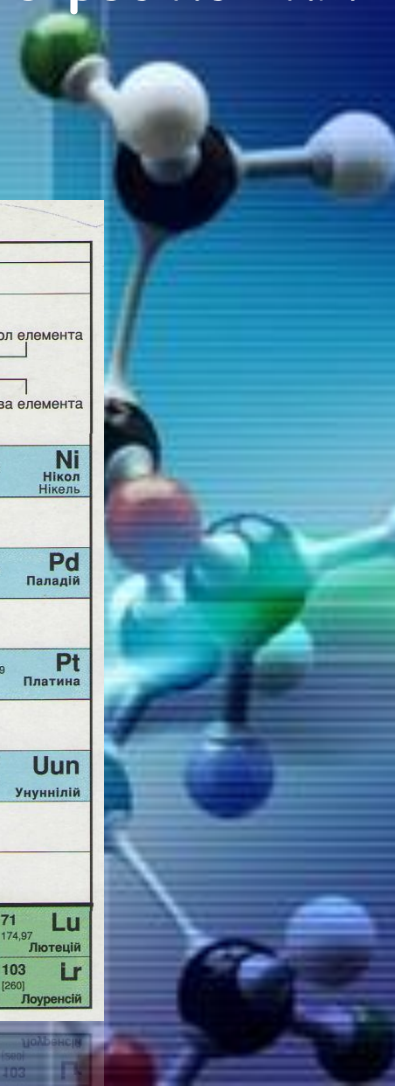 ол елемента
ва елемента
Ni
Нікол
Нікель
Pd
Паладій
9 Pt
Платина
Uun
Унуннілій
71 Lu
174,97
Лютецій
103 Lr
[260]
Лоуренсій